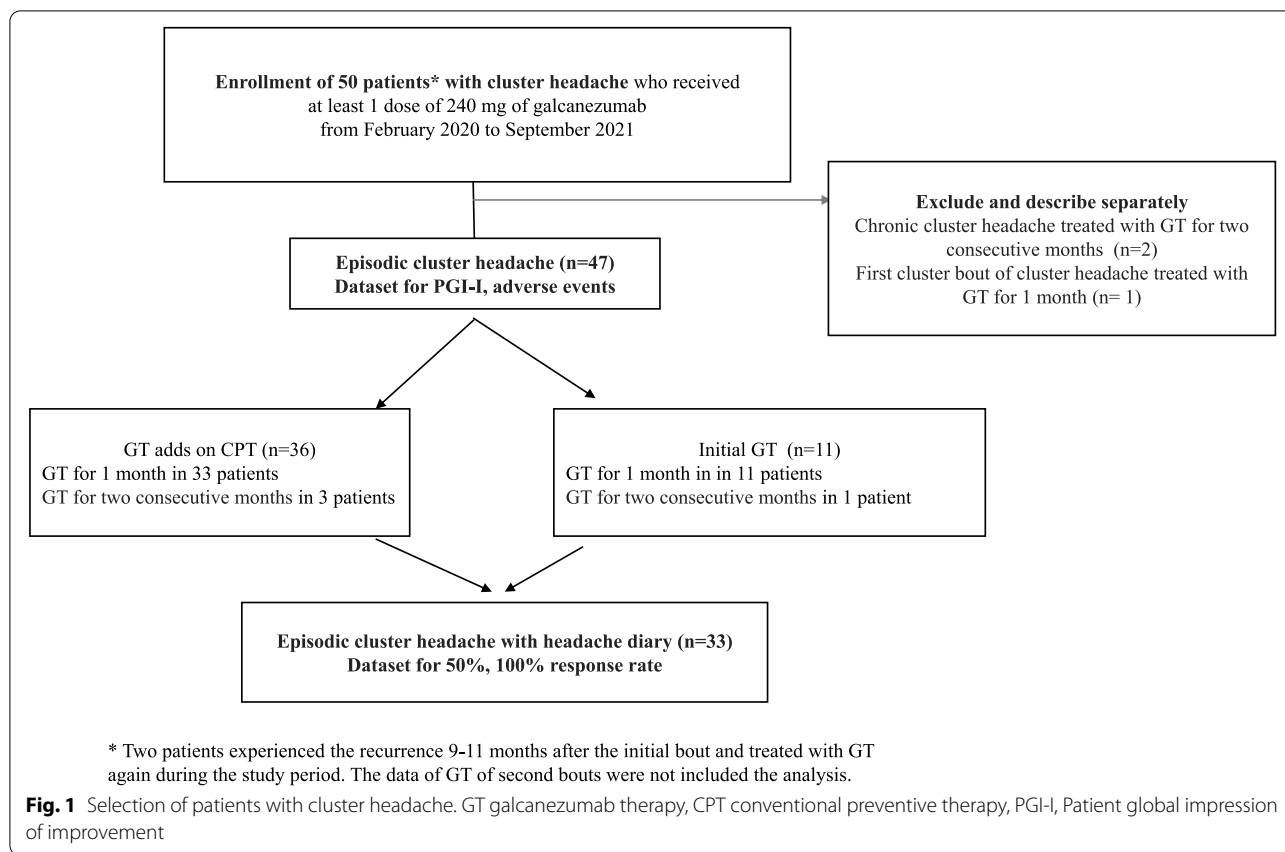 Enrollment of 50 patients* with cluster headache who received
at least 1 dose of 240 mg of galcanezumab
from February 2020 to September 2021
Exclude and describe separately
Chronic cluster headache treated with GT for two
consecutive months (n=2)
First cluster bout of cluster headache treated with
GT for 1 month (n= 1)
Episodic cluster headache (n=47)
Dataset for PGI-I, adverse events
GT adds on CPT (n=36)
GT for 1 month in 33 patients
GT for two consecutive months in 3 patients
Initial GT (n=11)
GT for 1 month in in 11 patients
GT for two consecutive months in 1 patient
Episodic cluster headache with headache diary (n=33)
Dataset for 50%, 100% response rate
* Two patients experienced the recurrence 9-11 months after the initial bout and treated with GT
again during the study period. The data of GT of second bouts were not included the analysis.
Fig. 1 Selection of patients with cluster headache. GT galcanezumab therapy, CPT conventional preventive therapy, PGI-I, Patient global impression
of improvement